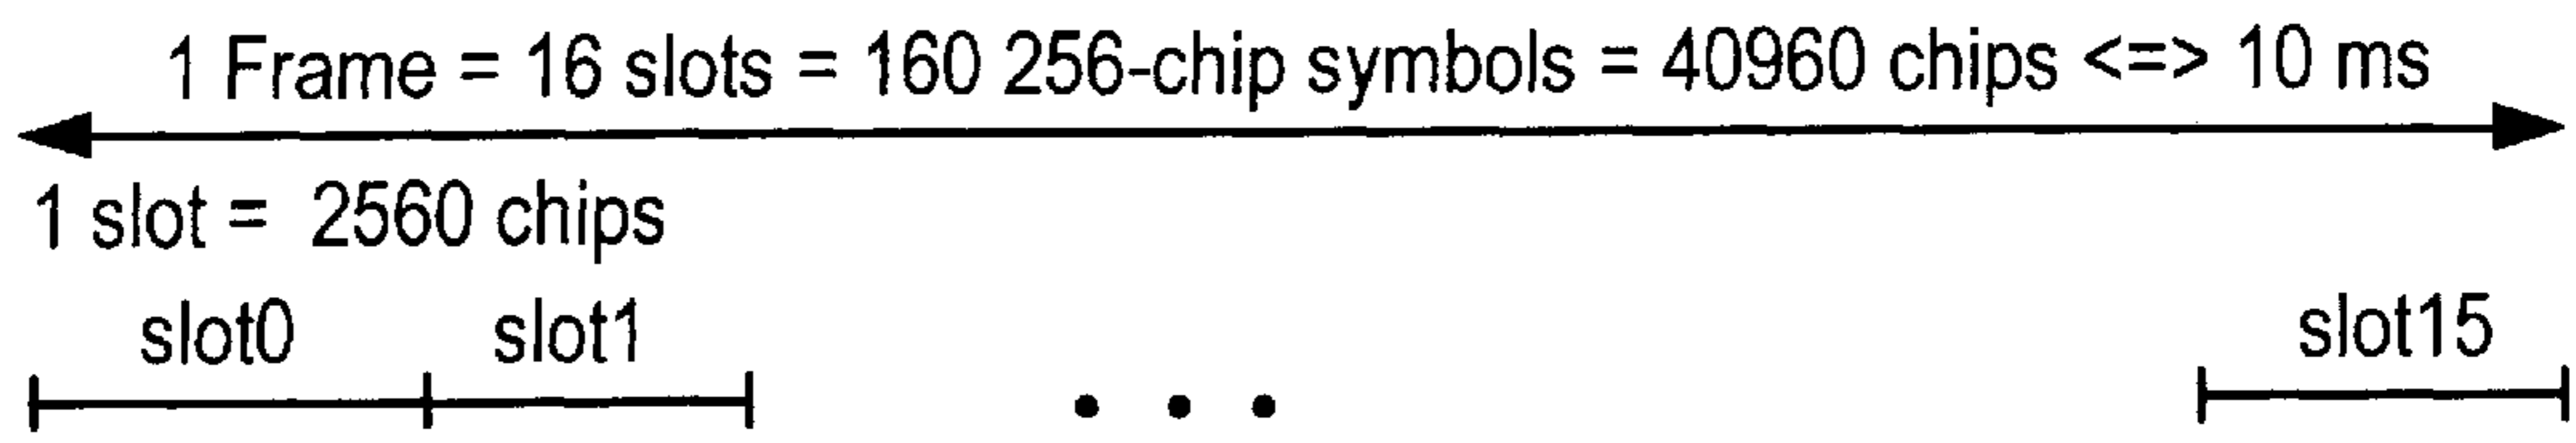 1 Frame = 16 slots = 160 256-chip symbols = 40960 chips <=> 10 ms
1 slot = 2560 chips
slot0 slot1 slot15